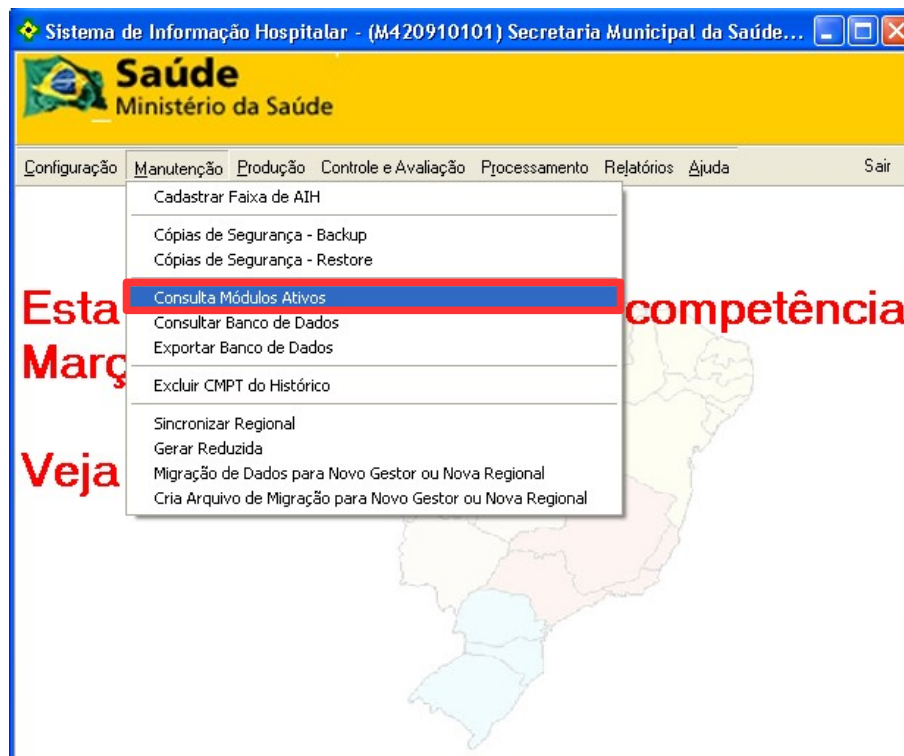 Sistema de Informação Hospitalar - (M420910101) Secretaria Municipal da Saúde...
Saúde
Ministério da Saúde
Configuração Manutenção Produção Controle e Avaliação Processamento Relatórios Ajuda Sair
Cadastrar Faixa de AIH
Cópias de Segurança - Backup
Cópias de Segurança - Restore
Consulta Módulos Ativos
Consultar Banco de Dados
Exportar Banco de Dados
Excluir CMPT do Histórico
Sincronizar Regional
Gerar Reduzida
Migração de Dados para Novo Gestor ou Nova Regional
Cria Arquivo de Migração para Novo Gestor ou Nova Regional
Esta competência
Març
Veja